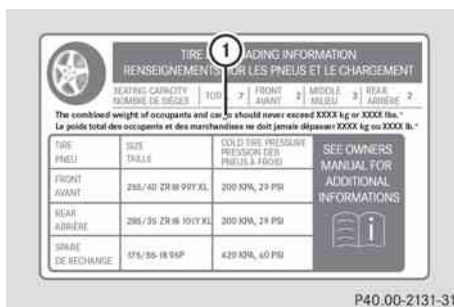 TIRE LOADING INFORMATION
RENSEIGNEMENTS SUR LES PNEUS ET LE CHARGEMENT
1
SEATING CAPACITY
NOMBRE DE SIÈGES
7
FRONT
AVANT
2
MIDDLE
MILIEU
3
REAR
ARRIÈRE
2
The combined weight of occupants and cargo should never exceed XXXX kg or XXXX lbs."
Le poids total des occupants et des marchandises ne doit jamais dépasser XXXX kg ou XXXX lb."
TIRE
PNEU
SIZE
TAILLE
COLD TIRE PRESSURE
PRESSION DES
PNEUS À FROID
SEE OWNERS
MANUAL FOR
ADDITIONAL
INFORMATIONS
i
FRONT
AVANT
200 KPA, 29 PSI
REAR
ARRIÈRE
200 KPA, 29 PSI
SPARE
DE RECHANGE
420 KPA, 60 PSI
P40.00-2131-31